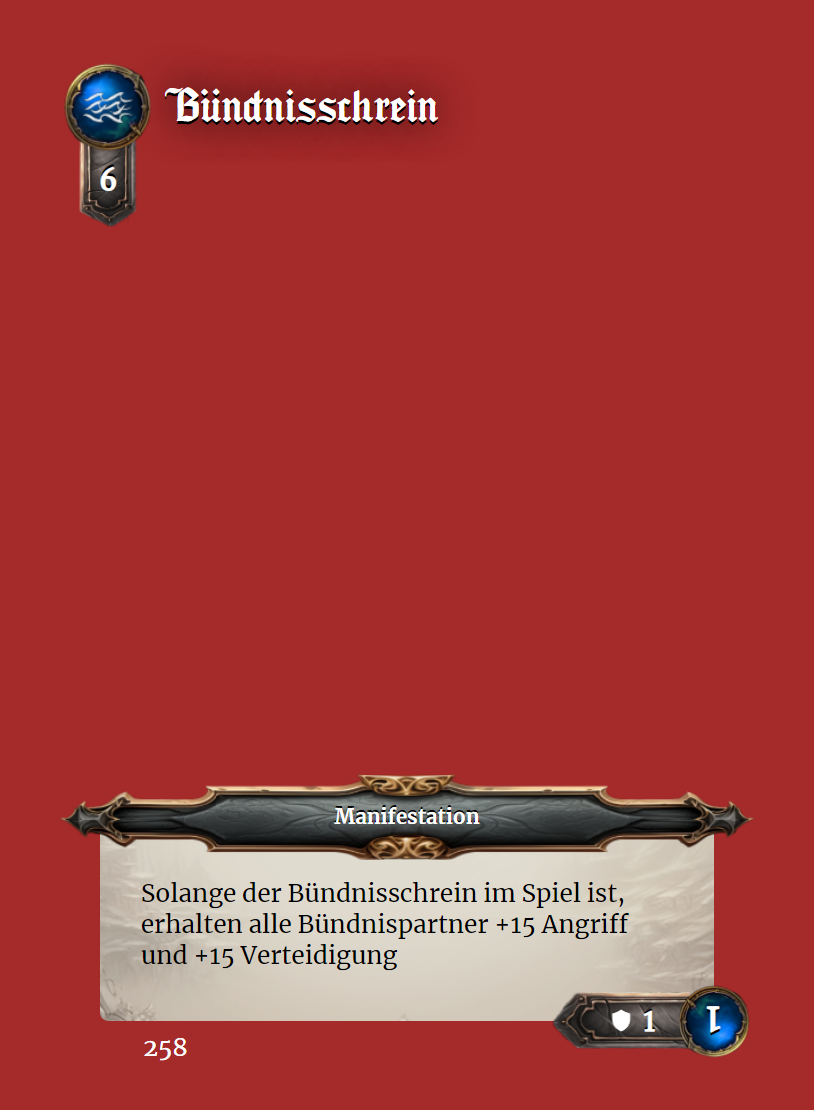 Bündnisschrein
6
Manifestation
Solange der Bündnisschrein im Spiel ist,
erhalten alle Bündnispartner +15 Angriff
und +15 Verteidigung
1
1
258